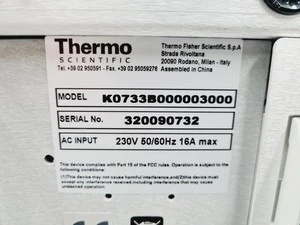 Thermo
SCIENTIFIC
Tel. +39 02 950591 - Fax. +39 02 95059276
Thermo Fisher Scientific S.p.A
Strada Rivoltana
20090 Rodano, Milan - Italy
Assembled in China
MODEL K0733B000003000
SERIAL No. 320090732
AC INPUT 230V 50/60Hz 16A max
This device complies with Part 15 of the FCC rules. Operation is subject to the
following conditions:
(1)This device may not cause harmful interference,and(2)this device must
accept any interference received,including interference that may cause
undesired operation.